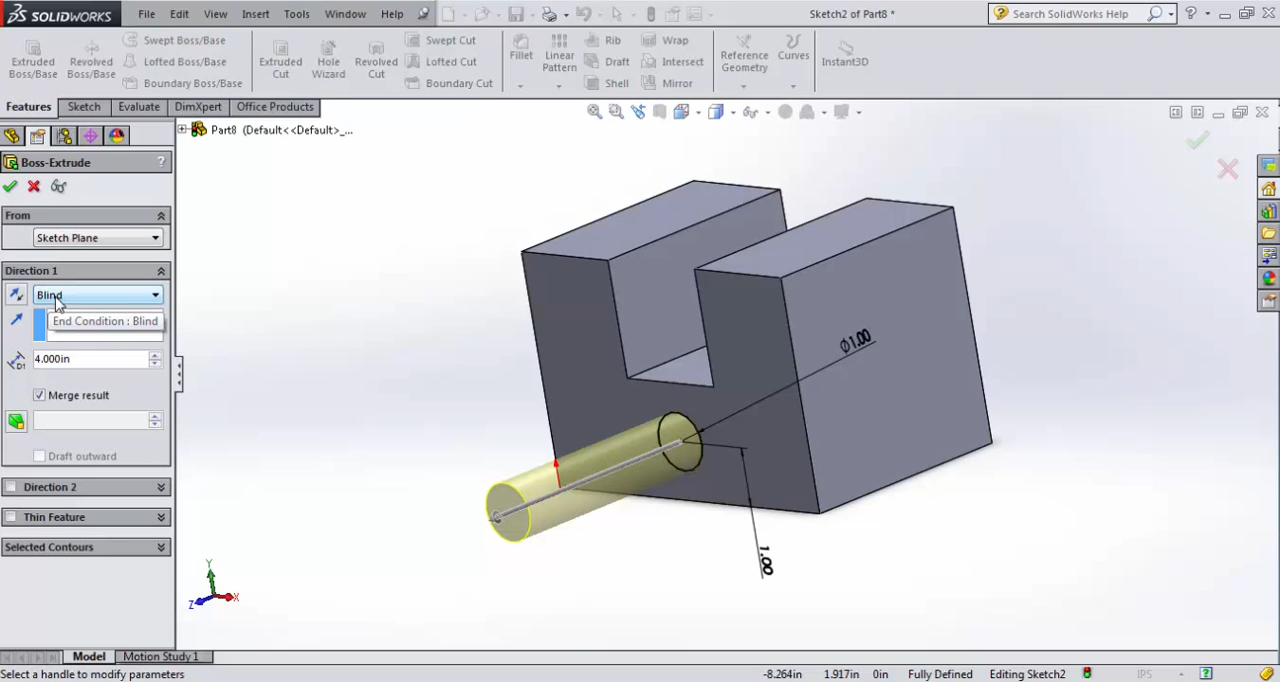 SOLIDWORKS File Edit View Insert Tools Window Help Sketch2 of Part8 * Search SolidWorks Help
Extruded Boss/Base
Revolved Boss/Base
Swept Boss/Base
Lofted Boss/Base
Boundary Boss/Base
Extruded Cut
Hole Wizard
Revolved Cut
Swept Cut
Lofted Cut
Boundary Cut
Fillet
Linear Pattern
Rib
Draft
Shell
Wrap
Intersect
Mirror
Reference Geometry
Curves
Instant3D
Features Sketch Evaluate DimXpert Office Products
Part8 (Default<<Default>_...
Boss-Extrude ?
From
Sketch Plane
Direction 1
Blind
End Condition : Blind
D1
4.000in
Merge result
Draft outward
Direction 2
Thin Feature
Selected Contours
Ø1.00
1.00
Y
Z X
Model Motion Study 1
Select a handle to modify parameters -8.264in 1.917in 0in Fully Defined Editing Sketch2 IPS ?